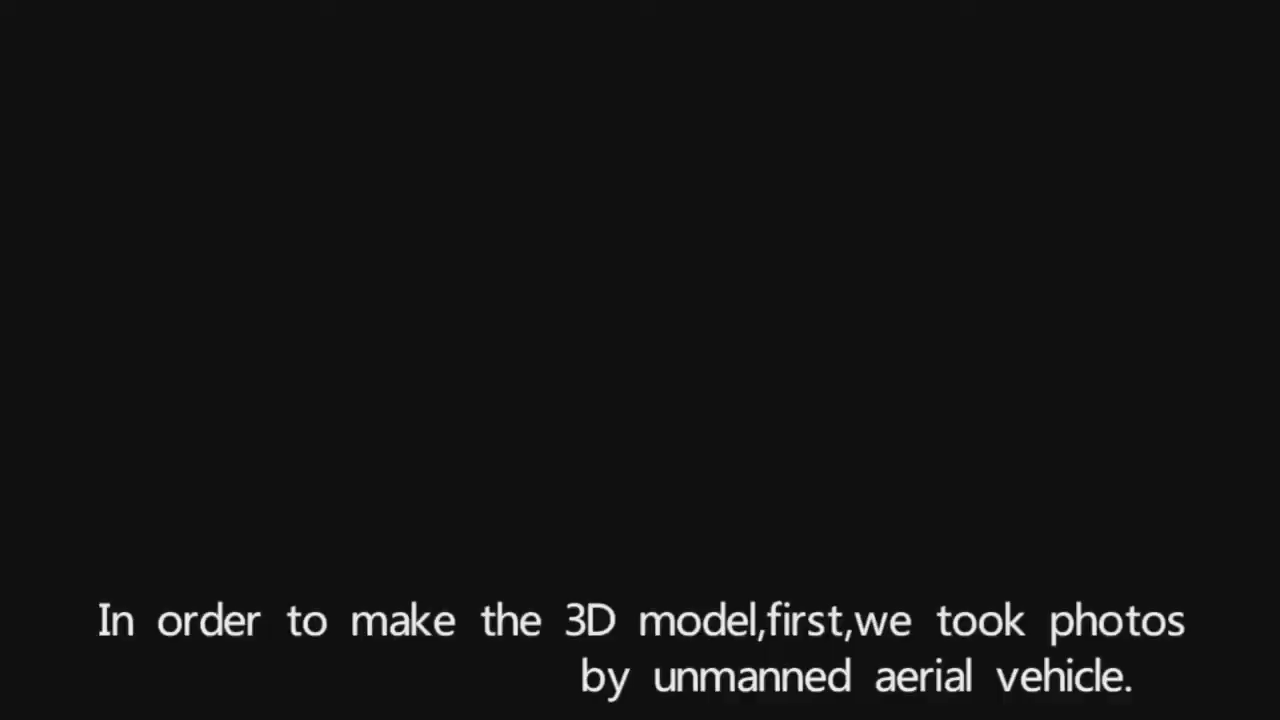 In order to make the 3D model,first,we took photos
by unmanned aerial vehicle.